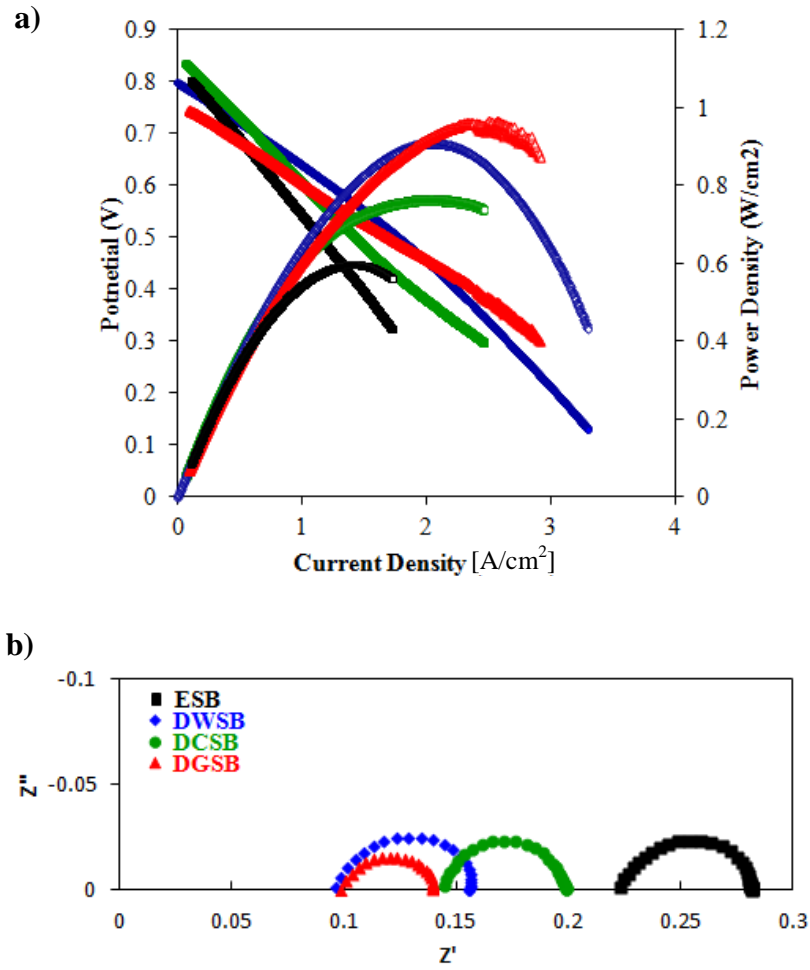 a)
0.9
0.8
0.7
0.6
0.5
0.4
0.3
0.2
0.1
0
Potnetial (V)
1.2
1
0.8
0.6
0.4
0.2
0
Power Density (W/cm2)
0
1
2
3
4
Current Density [A/cm²]
b)
-0.1
-0.05
0
Z"
ESB
DWSB
DCSB
DGSB
0
0.05
0.1
0.15
0.2
0.25
0.3
Z'